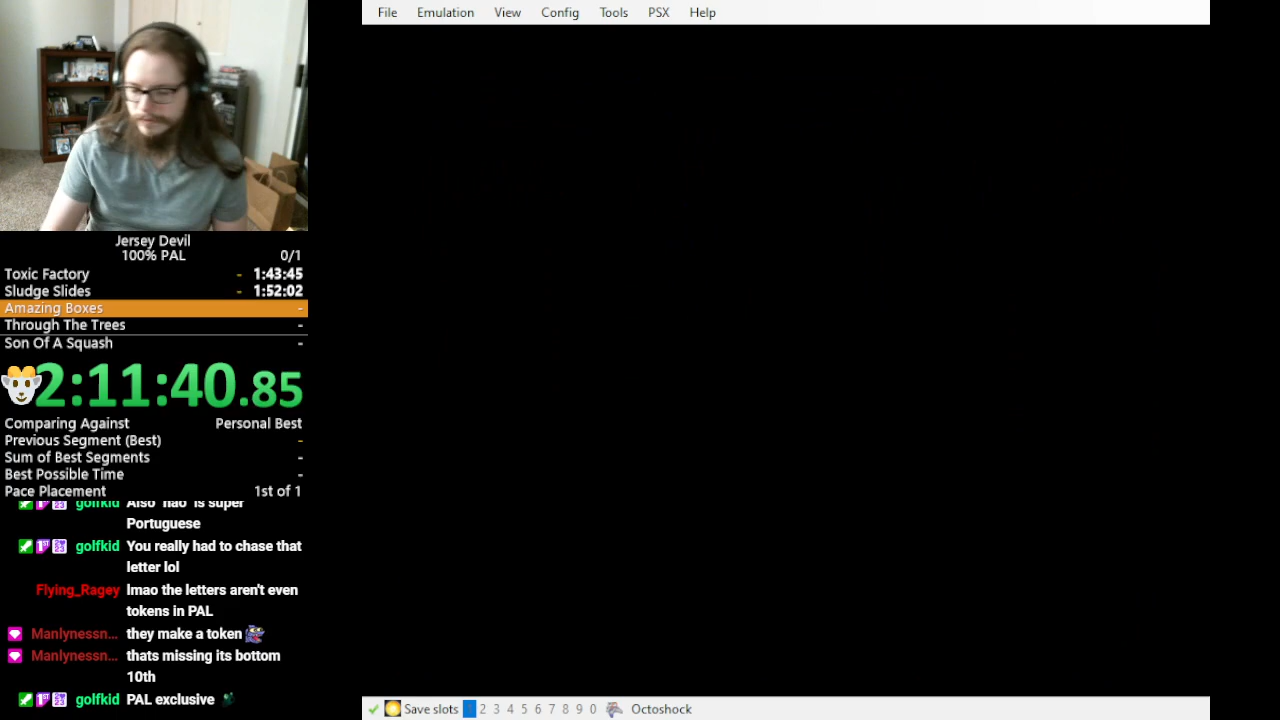 File Emulation View Config Tools PSX Help
Jersey Devil
100% PAL 0/1
Toxic Factory - 1:43:45
Sludge Slides - 1:52:02
Amazing Boxes -
Through The Trees -
Son Of A Squash -
2:11:40.85
Comparing Against Personal Best
Previous Segment (Best) -
Sum of Best Segments -
Best Possible Time -
Pace Placement 1st of 1
golfkid Also "nao" is super
Portuguese
golfkid You really had to chase that
letter lol
Flying_Ragey lmao the letters aren't even
tokens in PAL
Manlynessn... they make a token
Manlynessn... thats missing its bottom
10th
golfkid PAL exclusive
Save slots 1 2 3 4 5 6 7 8 9 0 Octoshock